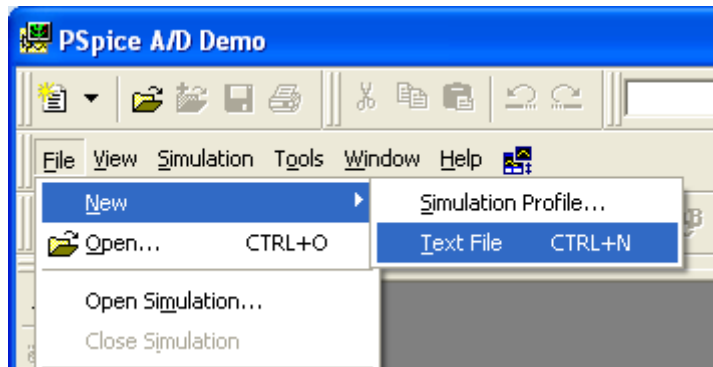 PSpice A/D Demo
File View Simulation Tools Window Help
New
Simulation Profile...
Open... CTRL+O
Text File CTRL+N
Open Simulation...
Close Simulation